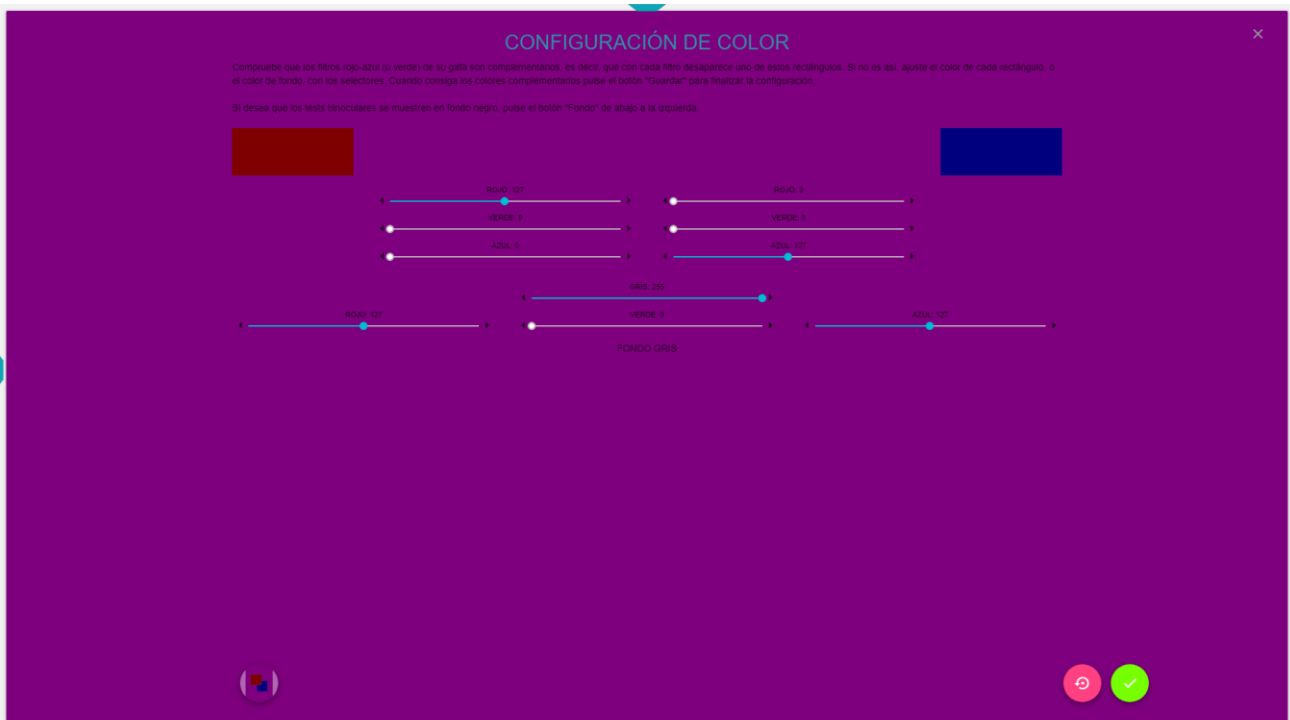 CONFIGURACIÓN DE COLOR
Compruebe que los filtros rojo-azul (o verde) de su gafa son complementarios, es decir, que con cada filtro desaparece uno de estos rectángulos. Si no es así, ajuste el color de cada rectángulo, o
el color de fondo, con los selectores. Cuando consiga los colores complementarios pulse el botón "Guardar" para finalizar la configuración
Si desea que los tests binoculares se muestren en fondo negro, pulse el botón "Fondo" de abajo a la izquierda.
ROJO: 127
ROJO: 0
VERDE: 0
VERDE: 0
AZUL: 0
AZUL: 127
GRIS: 255
ROJO: 127
VERDE: 0
AZUL: 127
FONDO GRIS